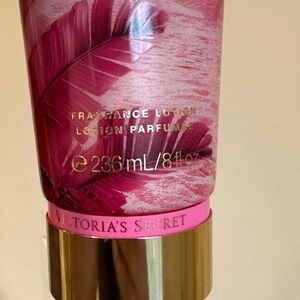 FRAGRANCE LOTION
LOTION PARFUMÉE
℮ 236 mL/8 fl oz
VICTORIA'S SECRET